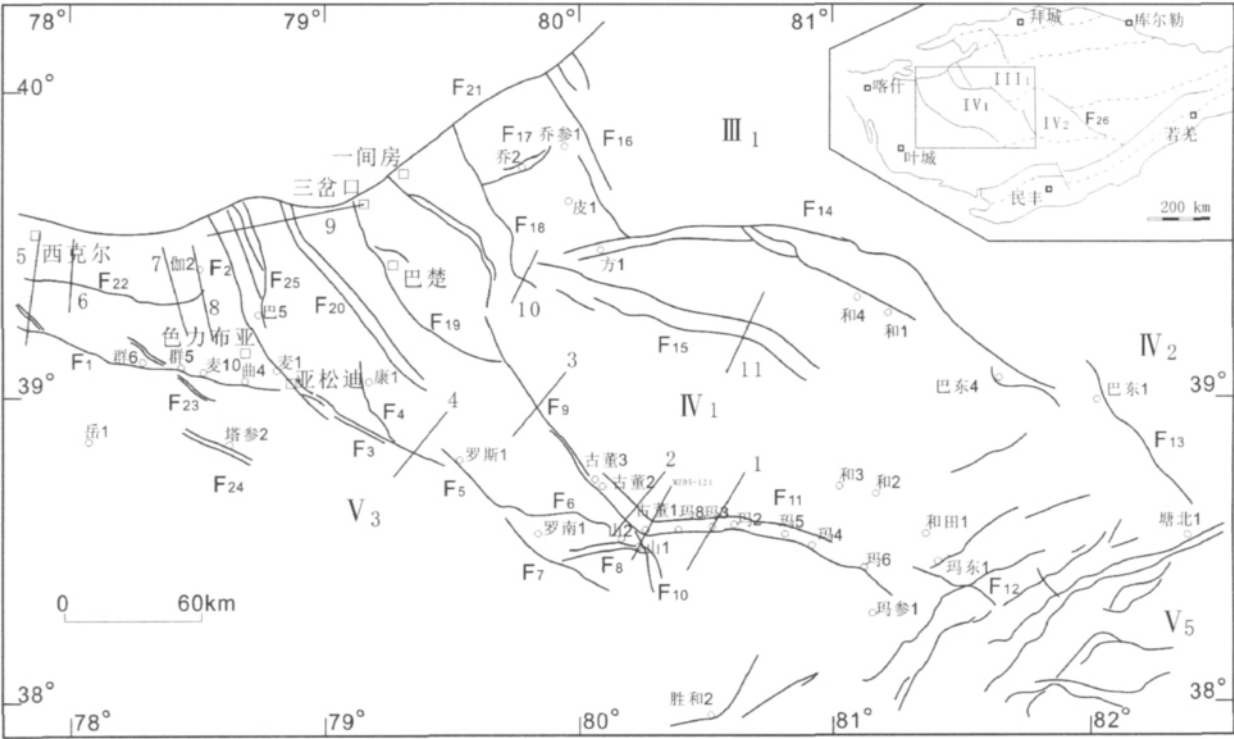 78° 79° 80° 81°
40°
F21
F17 乔参1
乔2
F16
III1
一间房
三岔口
皮1
F18
F14
9
方1
5 西克尔
7 伽2 F2
F25
F20
巴楚
10
F22 6 8
巴5
F19
F15
11
和4
和1
色力布亚
F1
群6 群5 麦10 曲4 麦1
亚松迪 康1
39°
F23
F4
3
F9
IV1
IV2
巴东4
巴东1
39°
岳1
塔参2
F24
F3
4
V3
罗斯1
F5
F6
古董3
古董2
2
1
F11
和3
和2
F13
罗南1
山2
古董1 玛8 玛3 玛2 玛5 玛4
和田1
塘北1
山1
F7
F8
F10
玛6
玛东1
F12
玛参1
V5
0 60km
38°
胜和2
38°
78° 79° 80° 81° 82°
拜城
库尔勒
喀什
III1
IV1
IV2
F26
若羌
叶城
民丰
200 km